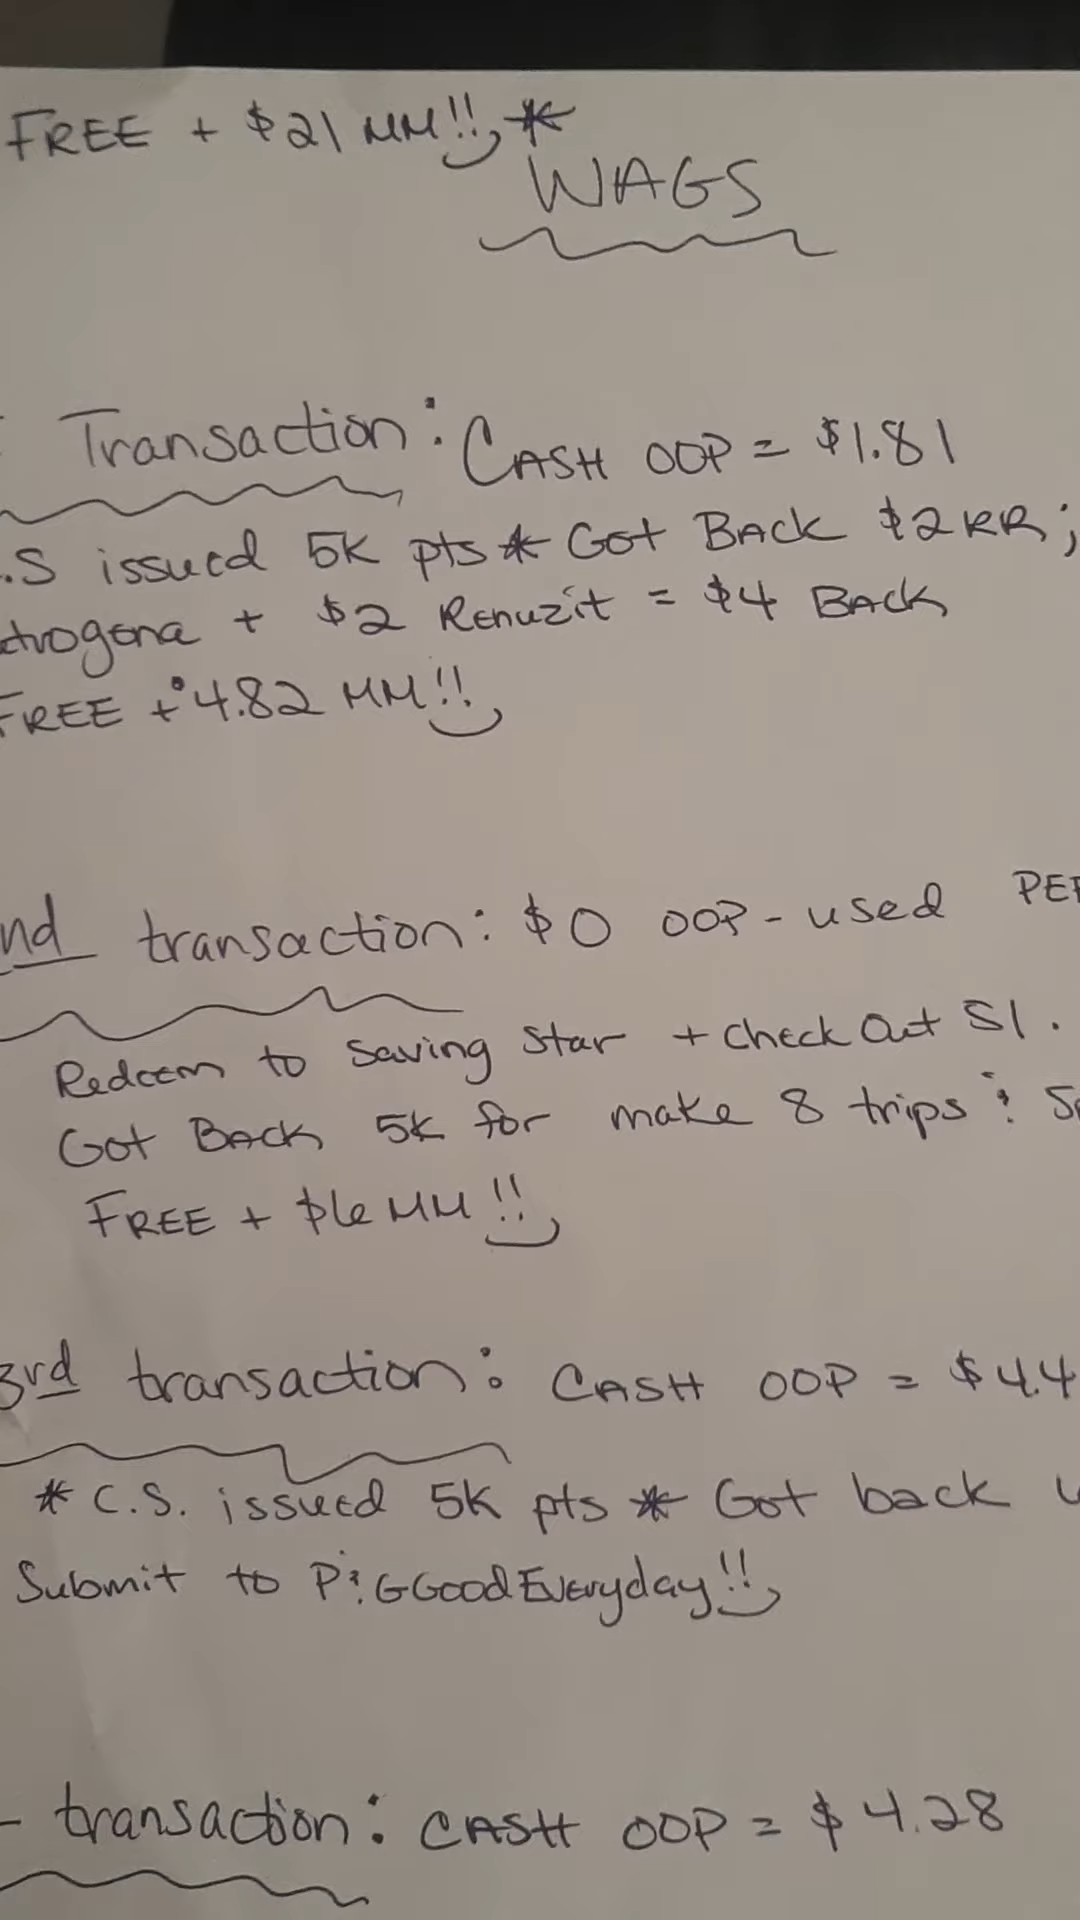 FREE + $21 MM!!
WAGS
Transaction: CASH OOP = $1.81
.S issued 5K pts * Got BACK $2 RR;
+ $2 Renuzit = $4 BACK
FREE + 4.82 MM!!
nd transaction: $0 OOP - used
Redeem to Saving Star + Check Out 51.
Got BACK 5K for make 8 trips
FREE + $6 MM!!
3rd transaction: CASH OOP = $4.4
* C.S. issued 5K pts * Got back
Submit to P&GGoodEveryday!!
transaction: CASH OOP = $4.28